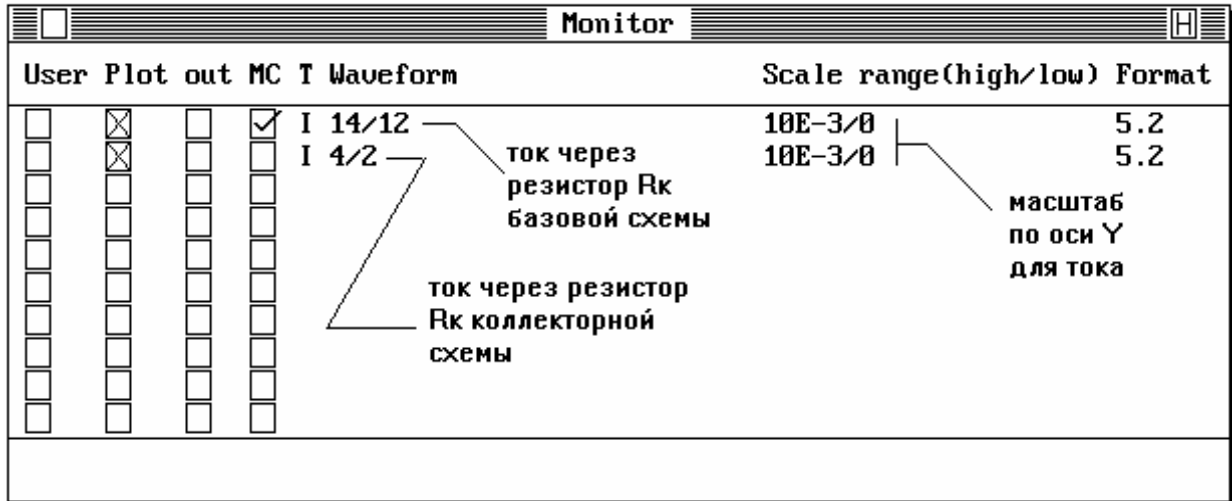 Monitor
H
User Plot out MC T Waveform Scale range(high/low) Format
I 14/12 10E-3/0 5.2
I 4/2 10E-3/0 5.2
ток через
резистор Rк
базовой схемы
масштаб
по оси Y
для тока
ток через резистор
Rк коллекторной
схемы